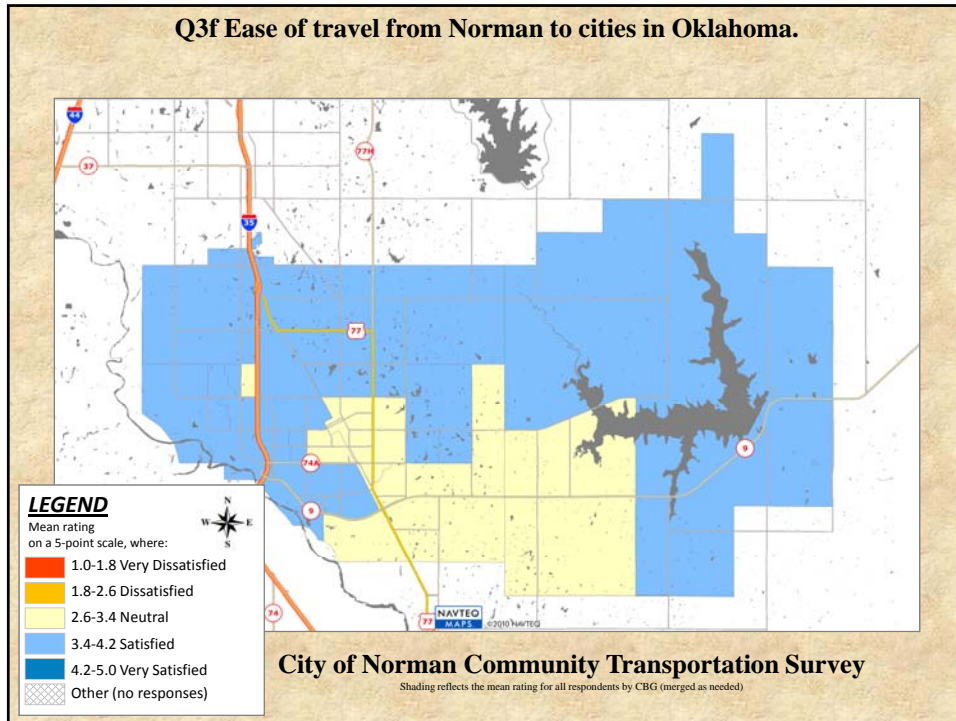 Q3f Ease of travel from Norman to cities in Oklahoma.
44
37
77H
35
77
74A
9
9
74
77
LEGEND
Mean rating
on a 5-point scale, where:
N
W E
S
1.0-1.8 Very Dissatisfied
1.8-2.6 Dissatisfied
2.6-3.4 Neutral
3.4-4.2 Satisfied
4.2-5.0 Very Satisfied
Other (no responses)
NAVTEQ
MAPS ©2010 NAVTEQ
City of Norman Community Transportation Survey
Shading reflects the mean rating for all respondents by CBG (merged as needed)